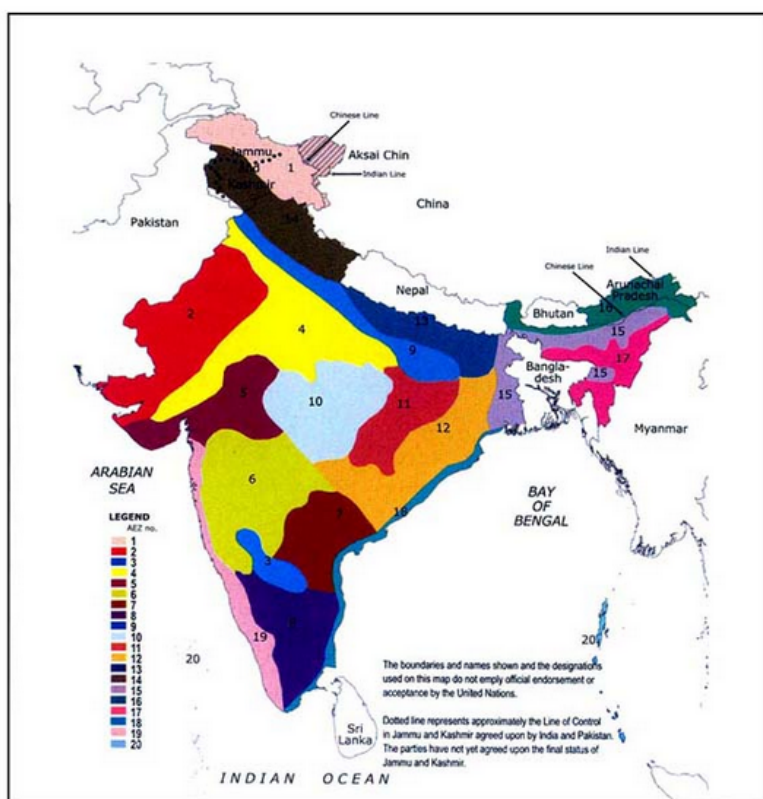 Chinese Line
Jammu
and
Kashmir
1
Aksai Chin
Indian Line
14
Pakistan
China
Indian Line
Chinese Line
Arunachal
Pradesh
16
Nepal
Bhutan
2
13
15
4
9
17
Bangla-
desh
15
5
10
11
15
12
Myanmar
ARABIAN
SEA
6
BAY
OF
BENGAL
18
7
LEGEND
AEZ no.
1
2
3
4
5
6
7
8
9
10
11
12
13
14
15
16
17
18
19
20
3
8
19
20
20
The boundaries and names shown and the designations
used on this map do not emply official endorsement or
acceptance by the United Nations.
Sri
Lanka
Dotted line represents approximately the Line of Control
in Jammu and Kashmir agreed upon by India and Pakistan.
The parties have not yet agreed upon the final status of
Jammu and Kashmir.
INDIAN OCEAN